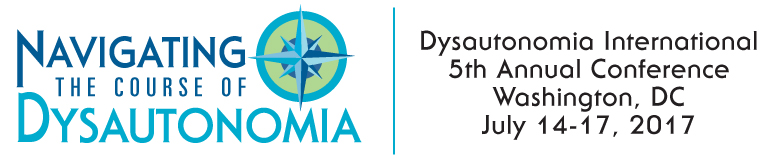 NAVIGATING
THE COURSE OF
DYSAUTONOMIA
Dysautonomia International
5th Annual Conference
Washington, DC
July 14-17, 2017